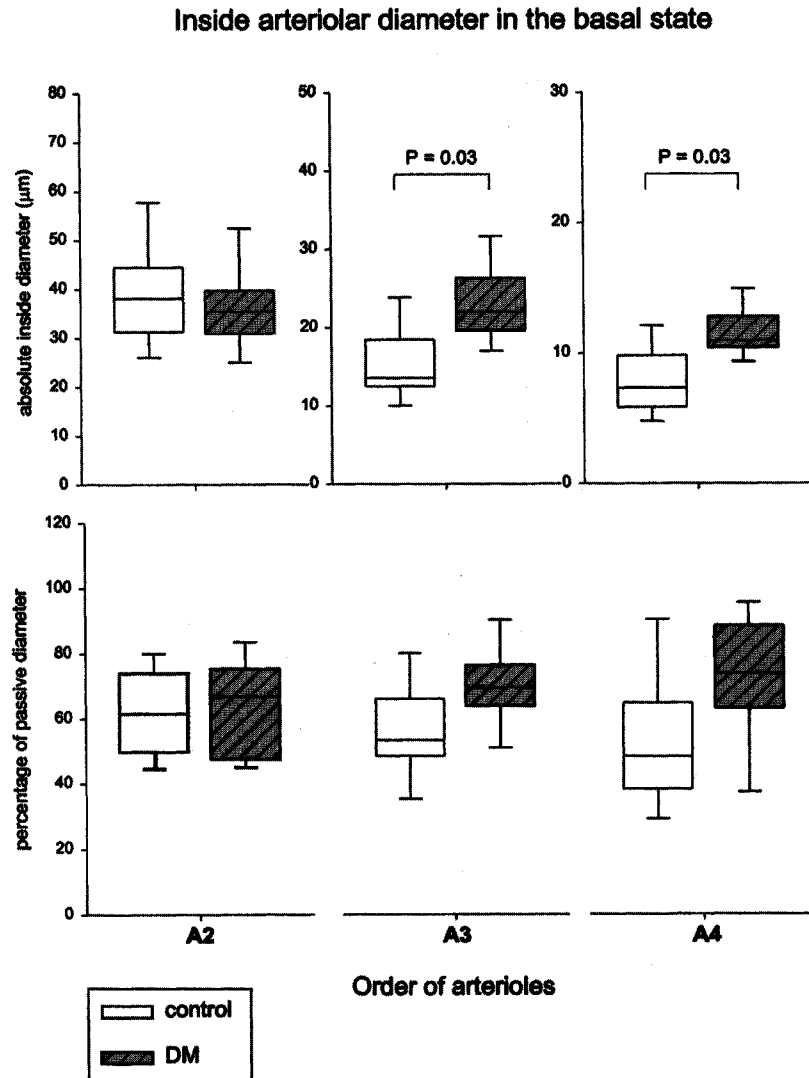 Inside arteriolar diameter in the basal state
absolute inside diameter (μm)
80
70
60
50
40
30
20
10
0
50
40
30
20
10
0
P = 0.03
30
20
10
0
P = 0.03
percentage of passive diameter
120
100
80
60
40
20
0
A2
A3
A4
Order of arterioles
control
DM